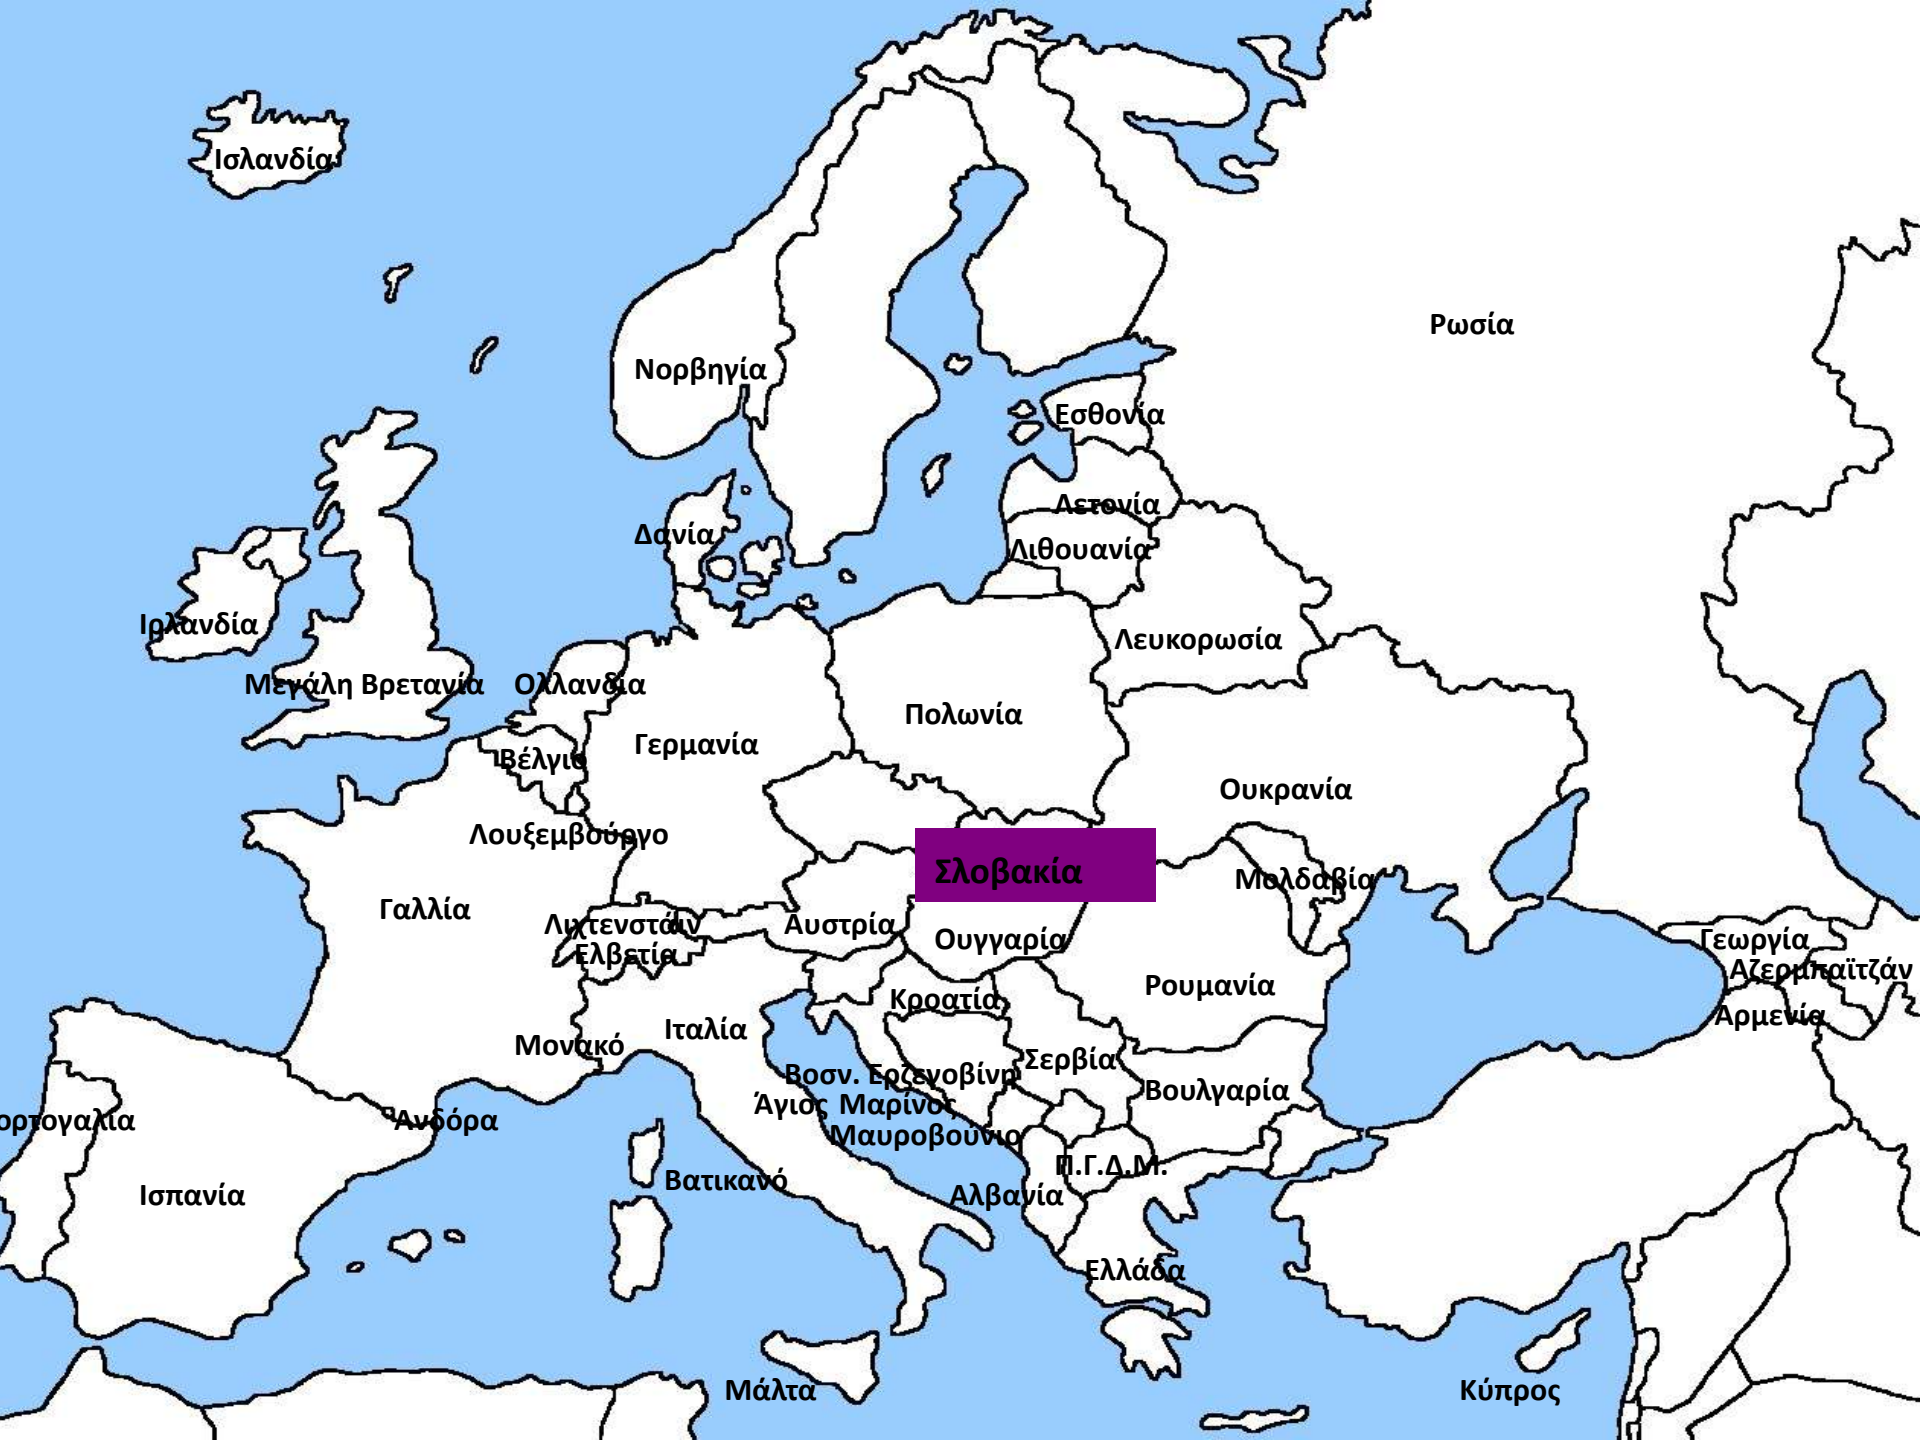 Ισλανδία
Ρωσία
Νορβηγία
Εσθονία
Λετονία
Δανία
Λιθουανία
Ιρλανδία
Λευκορωσία
Μεγάλη Βρετανία
Ολλανδία
Πολωνία
Γερμανία
Βέλγιο
Ουκρανία
Λουξεμβούργο
Σλοβακία
Μολδαβία
Γαλλία
Λιχτενστάιν
Αυστρία
Ουγγαρία
Γεωργία
Ελβετία
Αζερμπαϊτζάν
Ρουμανία
Κροατία
Αρμενία
Ιταλία
Μονακό
Σερβία
Βοσν. Ερζεγοβίνη
Βουλγαρία
Άγιος Μαρίνος
ορτογαλία
Ανδόρα
Μαυροβούνιο
Π.Γ.Δ.Μ.
Βατικανό
Ισπανία
Αλβανία
Ελλάδα
Μάλτα
Κύπρος